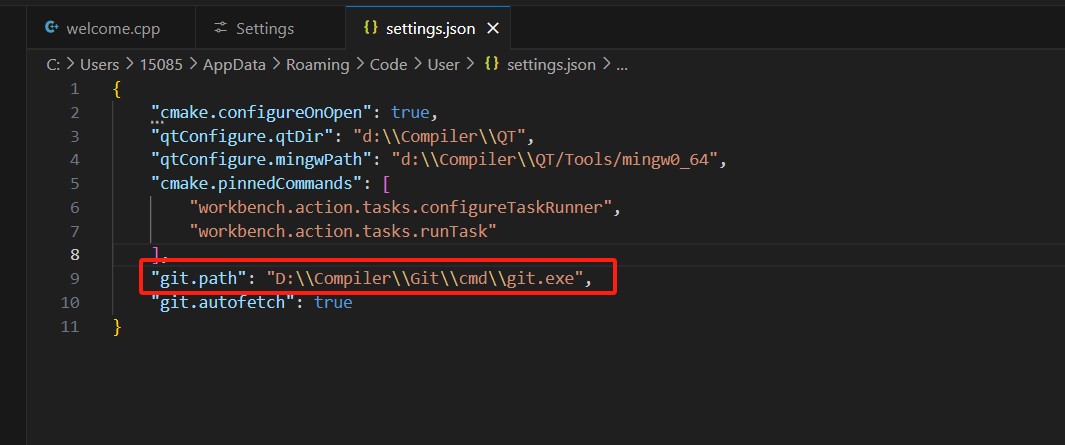 welcome.cpp Settings {} settings.json ×
C: > Users > 15085 > AppData > Roaming > Code > User > {} settings.json > ...
1 {
2 "cmake.configureOnOpen": true,
3 "qtConfigure.qtDir": "d:\\Compiler\\QT",
4 "qtConfigure.mingwPath": "d:\\Compiler\\QT/Tools/mingw0_64",
5 "cmake.pinnedCommands": [
6 "workbench.action.tasks.configureTaskRunner",
7 "workbench.action.tasks.runTask"
8 ],
9 "git.path": "D:\\Compiler\\Git\\cmd\\git.exe",
10 "git.autofetch": true
11 }